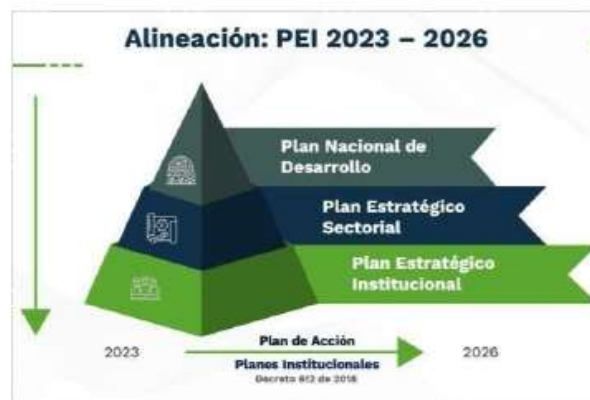 Alineación: PEI 2023 – 2026
Plan Nacional de
Desarrollo
Plan Estratégico
Sectorial
Plan Estratégico
Institucional
2023
Plan de Acción
2026
Planes Institucionales
Decreto 612 de 2018